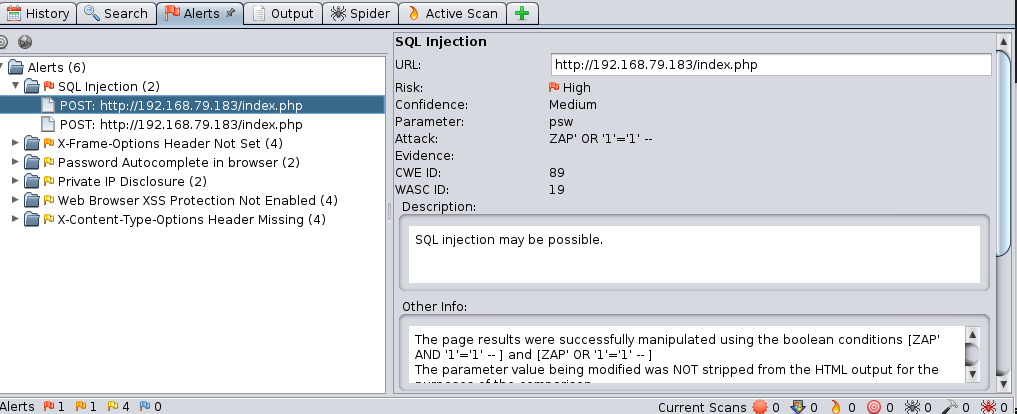 History Search Alerts Output Spider Active Scan
Alerts (6)
SQL Injection (2)
POST: http://192.168.79.183/index.php
POST: http://192.168.79.183/index.php
X-Frame-Options Header Not Set (4)
Password Autocomplete in browser (2)
Private IP Disclosure (2)
Web Browser XSS Protection Not Enabled (4)
X-Content-Type-Options Header Missing (4)
SQL Injection
URL: http://192.168.79.183/index.php
Risk: High
Confidence: Medium
Parameter: psw
Attack: ZAP' OR '1'='1' --
Evidence:
CWE ID: 89
WASC ID: 19
Description:
SQL injection may be possible.
Other Info:
The page results were successfully manipulated using the boolean conditions [ZAP'
AND '1'='1' -- ] and [ZAP' OR '1'='1' -- ]
The parameter value being modified was NOT stripped from the HTML output for the
purposes of the comparison
Alerts 1 1 4 0 Current Scans 0 0 0 0 0 0 0 0